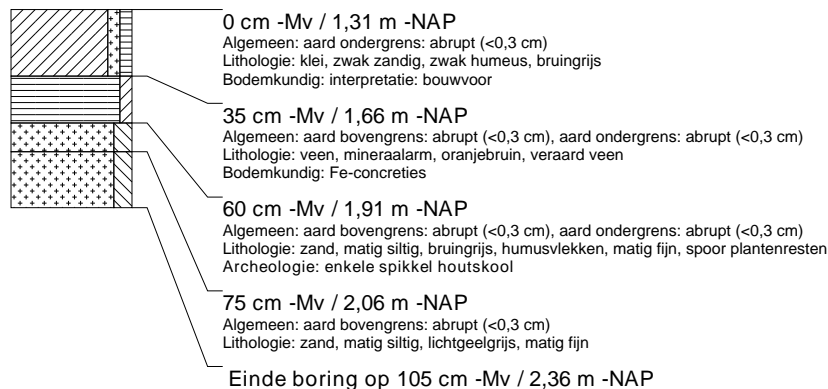 0 cm -Mv / 1,31 m -NAP
Algemeen: aard ondergrens: abrupt (<0,3 cm)
Lithologie: klei, zwak zandig, zwak humeus, bruingrijs
Bodemkundig: interpretatie: bouwvoor
35 cm -Mv / 1,66 m -NAP
Algemeen: aard bovengrens: abrupt (<0,3 cm), aard ondergrens: abrupt (<0,3 cm)
Lithologie: veen, mineraalarm, oranjebruin, veraard veen
Bodemkundig: Fe-concreties
60 cm -Mv / 1,91 m -NAP
Algemeen: aard bovengrens: abrupt (<0,3 cm), aard ondergrens: abrupt (<0,3 cm)
Lithologie: zand, matig siltig, bruingrijs, humusvlekken, matig fijn, spoor plantenresten
Archeologie: enkele spikkel houtskool
75 cm -Mv / 2,06 m -NAP
Algemeen: aard bovengrens: abrupt (<0,3 cm)
Lithologie: zand, matig siltig, lichtgeelgrijs, matig fijn
Einde boring op 105 cm -Mv / 2,36 m -NAP